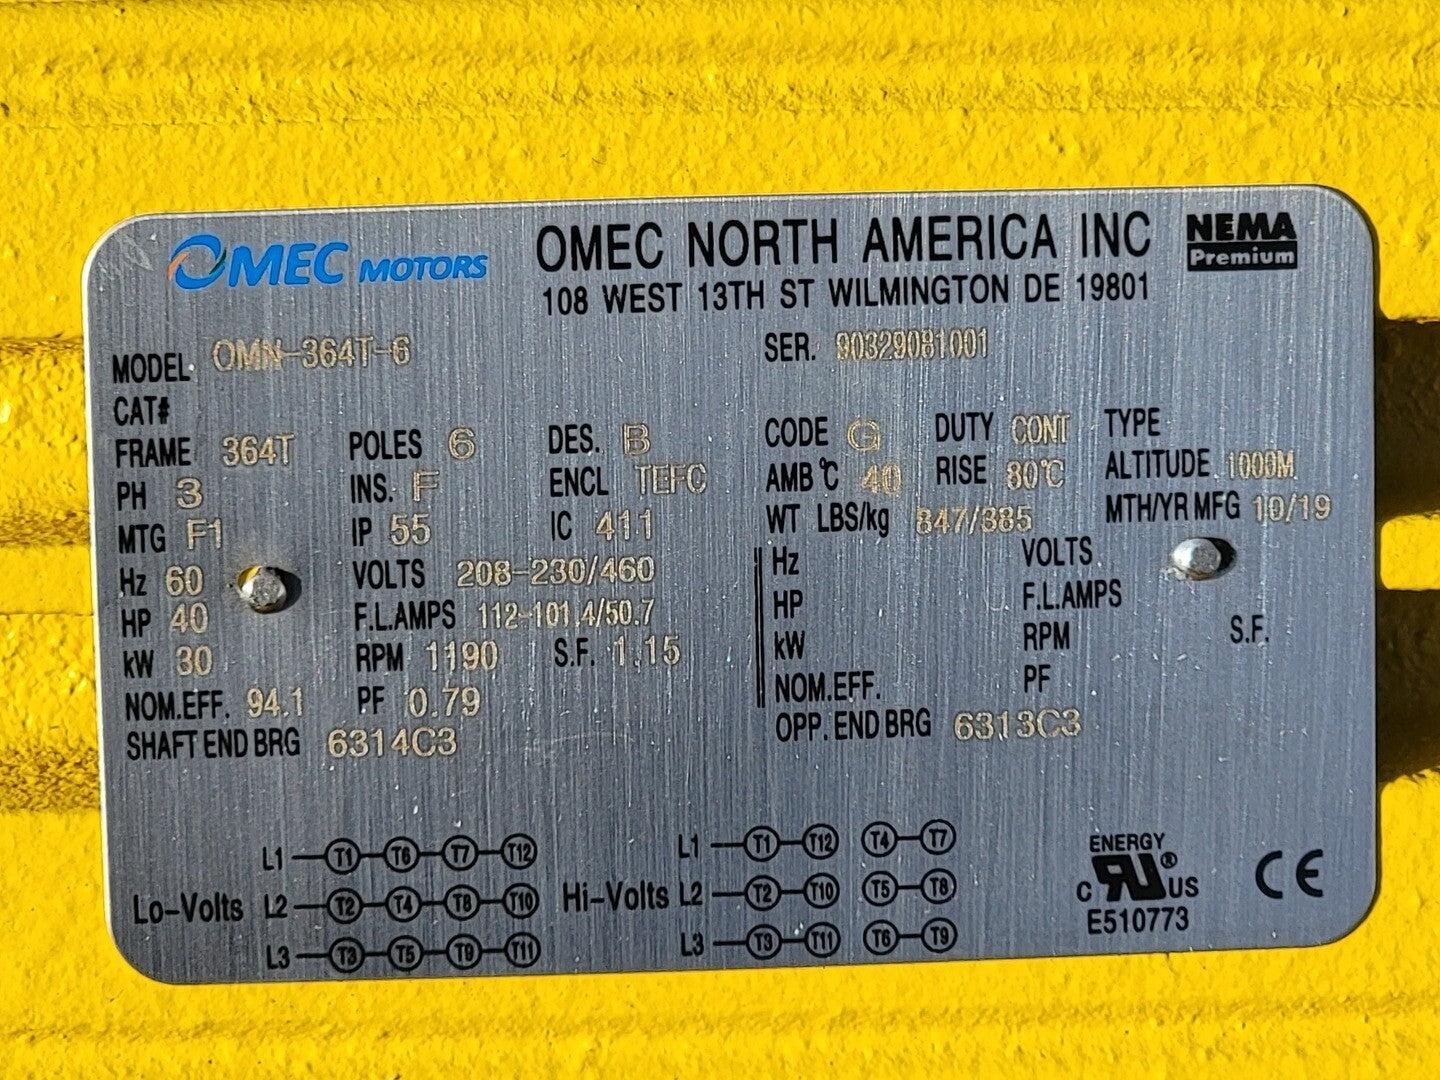 OMEC MOTORS OMEC NORTH AMERICA INC NEMA Premium
108 WEST 13TH ST WILMINGTON DE 19801
MODEL OMN-364T-6 SER. 90329081001
CAT#
FRAME 364T POLES 6 DES. B CODE G DUTY CONT TYPE
PH 3 INS. F ENCL TEFC AMB℃ 40 RISE 80℃ ALTITUDE 1000M
MTG F1 IP 55 IC 411 WT LBS/kg 847/385 MTH/YR MFG 10/19
Hz 60 VOLTS 208-230/460 Hz VOLTS
HP 40 F.L.AMPS 112-101.4/50.7 HP F.L.AMPS
kW 30 RPM 1190 S.F. 1.15 kW RPM S.F.
NOM.EFF. 94.1 PF 0.79 NOM.EFF. PF
SHAFT END BRG 6314C3 OPP. END BRG 6313C3
L1 T1 T6 T7 T12 L1 T1 T12 T4 T7 ENERGY
Lo-Volts L2 T2 T4 T8 T10 Hi-Volts L2 T2 T10 T5 T8 c RU ® US CE
L3 T3 T5 T9 T11 L3 T3 T11 T6 T9 E510773